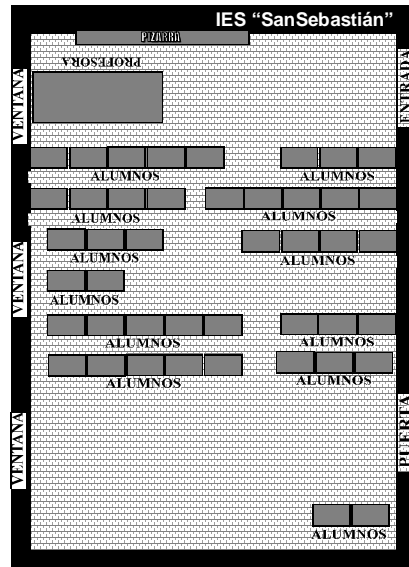 IES “SanSebastián”
PIZARRA
PROFESORA
VENTANA
ENTRADA
ALUMNOS
ALUMNOS
ALUMNOS
ALUMNOS
ALUMNOS
ALUMNOS
VENTANA
ALUMNOS
ALUMNOS
ALUMNOS
ALUMNOS
ALUMNOS
VENTANA
PUERTA
ALUMNOS